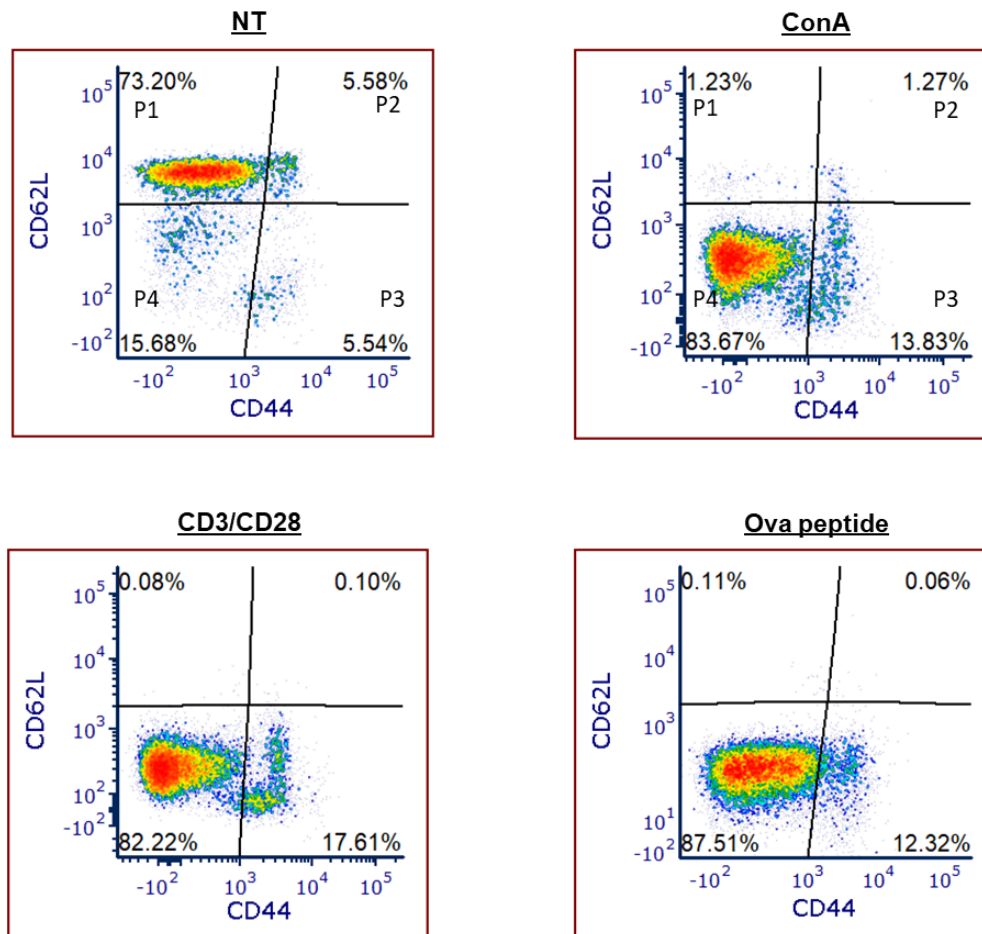 NT
73.20% 5.58%
P1 P2
10^5
10^4
CD62L
10^3
10^2
-10^2
P4 P3
15.68% 5.54%
-10^2 10^3 10^4 10^5
CD44
ConA
1.23% 1.27%
P1 P2
10^5
10^4
CD62L
10^3
10^2
-10^2
P4 P3
83.67% 13.83%
-10^2 10^3 10^4 10^5
CD44
CD3/CD28
0.08% 0.10%
10^5
10^4
CD62L
10^3
10^2
-10^2
82.22% 17.61%
-10^2 10^3 10^4 10^5
CD44
Ova peptide
0.11% 0.06%
10^5
10^4
CD62L
10^3
10^1
-10^2
87.51% 12.32%
-10^2 10^3 10^4 10^5
CD44